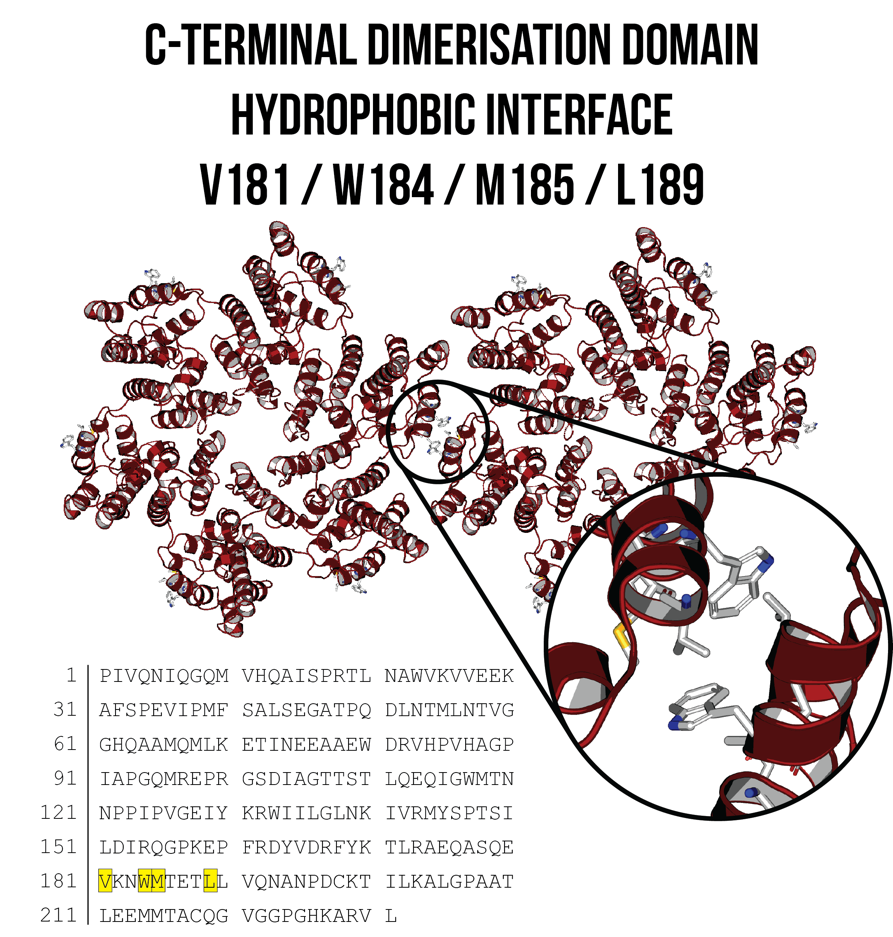 C-TERMINAL DIMERISATION DOMAIN
HYDROPHOBIC INTERFACE
V181 / W184 / M185 / L189
1 PIVQNIQGQM VHQAISPRTL NAWVKVVEEK
31 AFSPEVIPMF SALSEGATPQ DLNTMLNTVG
61 GHQAAMQMLK ETINEEAAEW DRVHPVHAGP
91 IAPGQMREPR GSDIAGTTST LQEQIGWMTN
121 NPPIPVGEIY KRWIILGLNK IVRMYSPTSI
151 LDIRQGPKEP FRDYVDRFYK TLRAEQASQE
181 VKNWMTETLL VQNANPDCKT ILKALGPAAT
211 LEEMMTACQG VGGPGHKARV L